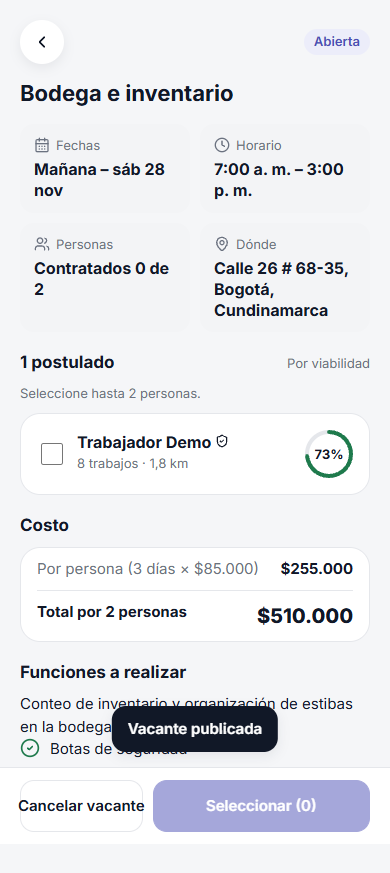 Abierta
Bodega e inventario
Fechas
Mañana – sáb 28
nov
Horario
7:00 a. m. – 3:00
p. m.
Personas
Contratados 0 de
2
Dónde
Calle 26 # 68-35,
Bogotá,
Cundinamarca
1 postulado
Por viabilidad
Seleccione hasta 2 personas.
Trabajador Demo
8 trabajos · 1,8 km
73%
Costo
Por persona (3 días × $85.000)
$255.000
Total por 2 personas
$510.000
Funciones a realizar
Conteo de inventario y organización de estibas
en la bodega
Vacante publicada
Botas de seguridad
Cancelar vacante
Seleccionar (0)